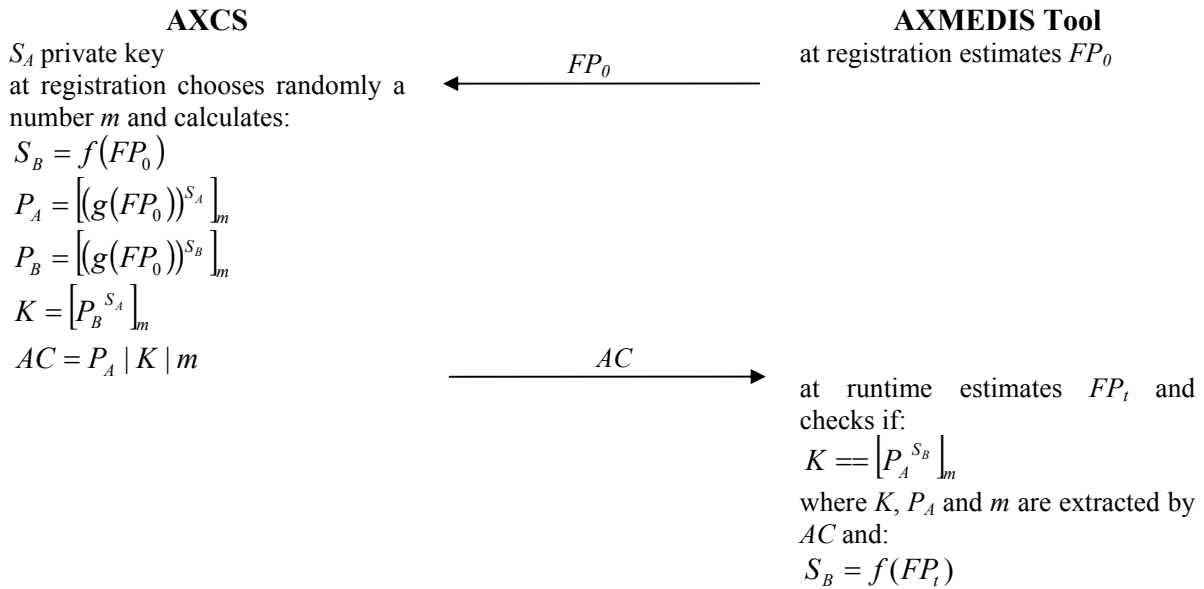 AXCS
S_A private key
at registration chooses randomly a
number m and calculates:
S_B = f(FP_0)
P_A = [(g(FP_0))^{S_A}]_m
P_B = [(g(FP_0))^{S_B}]_m
K = [P_B^{S_A}]_m
AC = P_A | K | m
FP_0
AC
AXMEDIS Tool
at registration estimates FP_0
at runtime estimates FP_t and
checks if:
K == [P_A^{S_B}]_m
where K, P_A and m are extracted by
AC and:
S_B = f(FP_t)